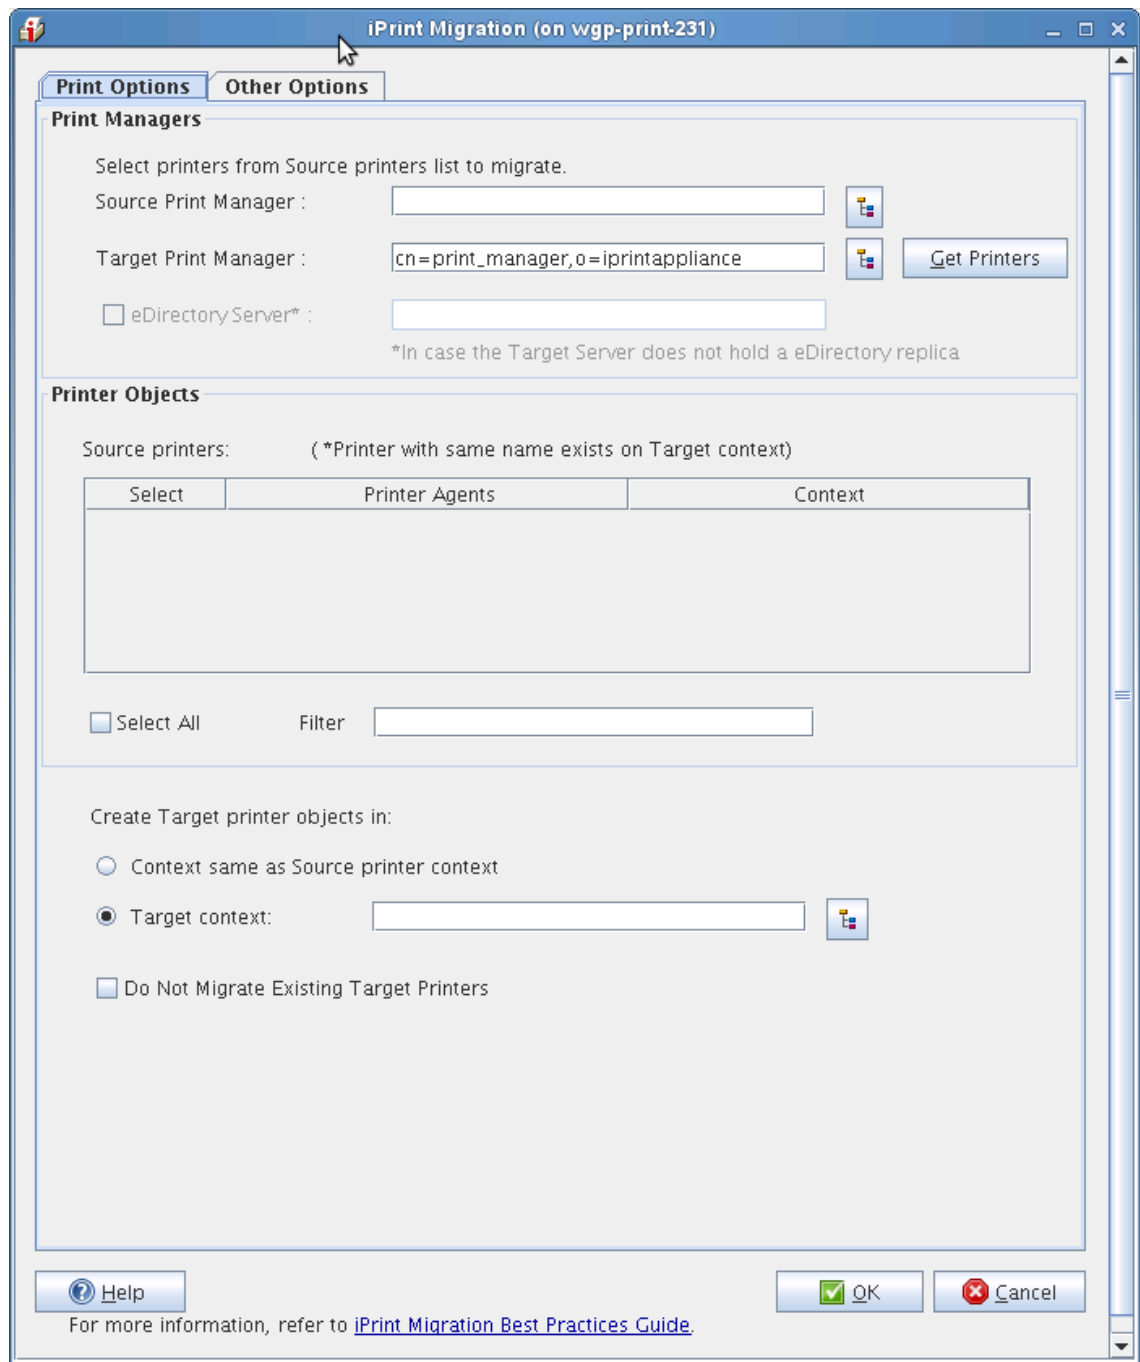 iPrint Migration (on wgp-print-231)
Print Options Other Options
Print Managers
Select printers from Source printers list to migrate.
Source Print Manager :
Target Print Manager : cn=print_manager,o=iprintappliance Get Printers
eDirectory Server* :
*In case the Target Server does not hold a eDirectory replica
Printer Objects
Source printers: ( *Printer with same name exists on Target context)
Select Printer Agents Context
Select All Filter
Create Target printer objects in:
Context same as Source printer context
Target context:
Do Not Migrate Existing Target Printers
Help OK Cancel
For more information, refer to iPrint Migration Best Practices Guide.